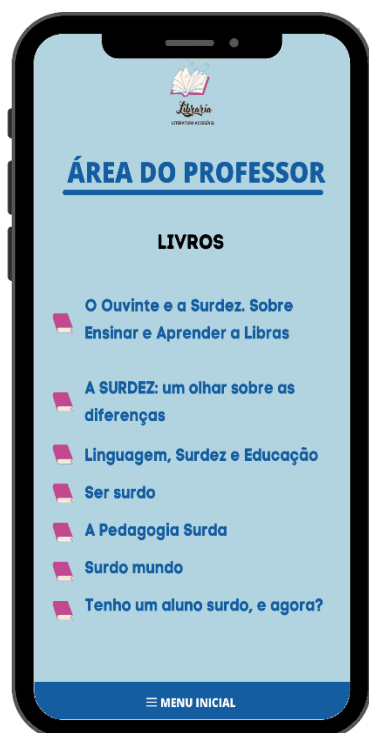 Libraria
LITERATURA ACESSÍVEL
ÁREA DO PROFESSOR
LIVROS
O Ouvinte e a Surdez. Sobre
Ensinar e Aprender a Libras
A SURDEZ: um olhar sobre as
diferenças
Linguagem, Surdez e Educação
Ser surdo
A Pedagogia Surda
Surdo mundo
Tenho um aluno surdo, e agora?
☰ MENU INICIAL